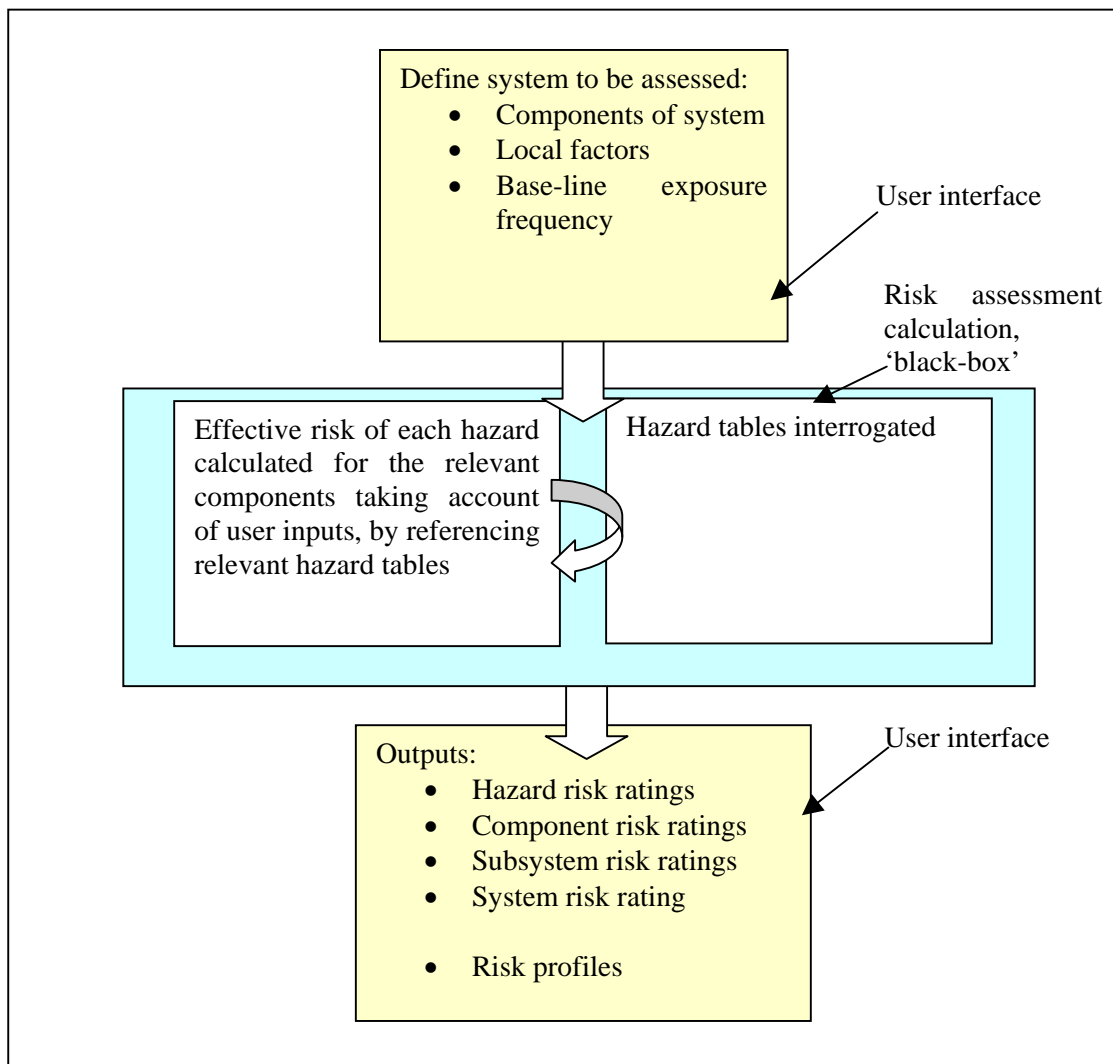 Define system to be assessed:
• Components of system
• Local factors
• Base-line exposure
frequency
User interface
Risk assessment
calculation,
‘black-box’
Effective risk of each hazard
calculated for the relevant
components taking account
of user inputs, by referencing
relevant hazard tables
Hazard tables interrogated
Outputs:
• Hazard risk ratings
• Component risk ratings
• Subsystem risk ratings
• System risk rating
• Risk profiles
User interface